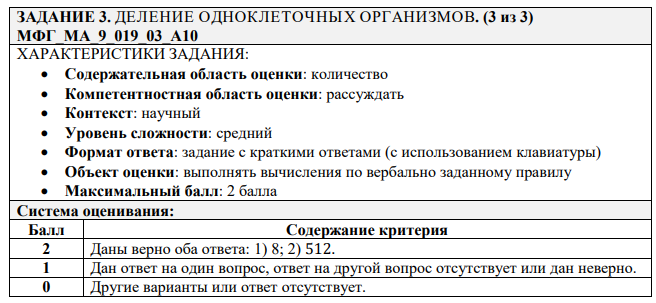 ЗАДАНИЕ 3. ДЕЛЕНИЕ ОДНОКЛЕТОЧНЫХ ОРГАНИЗМОВ. (3 из 3)
МФГ_МА_9_019_03_А10
ХАРАКТЕРИСТИКИ ЗАДАНИЯ:
• Содержательная область оценки: количество
• Компетентностная область оценки: рассуждать
• Контекст: научный
• Уровень сложности: средний
• Формат ответа: задание с краткими ответами (с использованием клавиатуры)
• Объект оценки: выполнять вычисления по вербально заданному правилу
• Максимальный балл: 2 балла
Система оценивания:
Балл Содержание критерия
2 Даны верно оба ответа: 1) 8; 2) 512.
1 Дан ответ на один вопрос, ответ на другой вопрос отсутствует или дан неверно.
0 Другие варианты или ответ отсутствует.